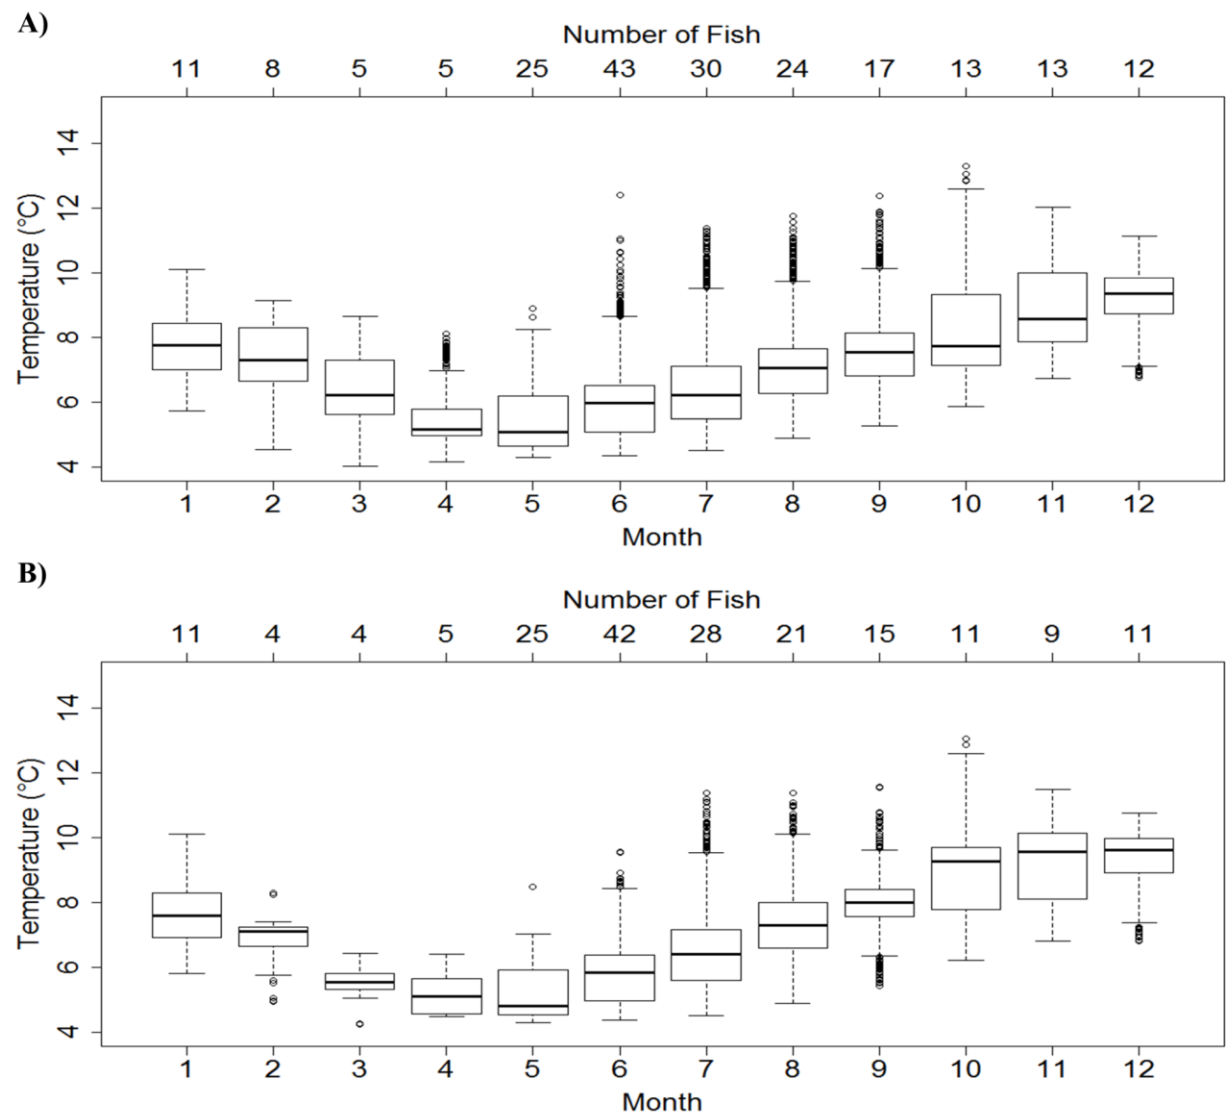 A)
Number of Fish
11 8 5 5 25 43 30 24 17 13 13 12
Temperature (°C)
14
12
10
8
6
4
1 2 3 4 5 6 7 8 9 10 11 12
Month
B)
Number of Fish
11 4 4 5 25 42 28 21 15 11 9 11
Temperature (°C)
14
12
10
8
6
4
1 2 3 4 5 6 7 8 9 10 11 12
Month